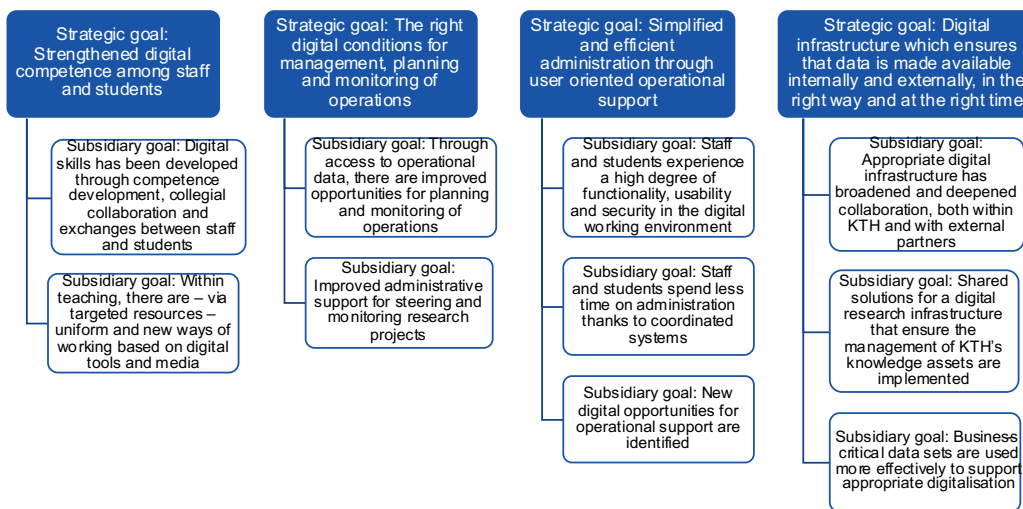 Strategic goal:
Strengthened digital
competence among staff
and students
Subsidiary goal: Digital
skills has been developed
through competence
development, collegial
collaboration and
exchanges between staff
and students
Subsidiary goal: Within
teaching, there are – via
targeted resources –
uniform and new ways of
working based on digital
tools and media
Strategic goal: The right
digital conditions for
management, planning
and monitoring of
operations
Subsidiary goal: Through
access to operational
data, there are improved
opportunities for planning
and monitoring of
operations
Subsidiary goal:
Improved administrative
support for steering and
monitoring research
projects
Strategic goal: Simplified
and efficient
administration through
user oriented operational
support
Subsidiary goal: Staff
and students experience
a high degree of
functionality, usability
and security in the digital
working environment
Subsidiary goal: Staff
and students spend less
time on administration
thanks to coordinated
systems
Subsidiary goal: New
digital opportunities for
operational support are
identified
Strategic goal: Digital
infrastructure which ensures
that data is made available
internally and externally, in the
right way and at the right time
Subsidiary goal:
Appropriate digital
infrastructure has
broadened and deepened
collaboration, both within
KTH and with external
partners
Subsidiary goal: Shared
solutions for a digital
research infrastructure
that ensure the
management of KTH's
knowledge assets are
implemented
Subsidiary goal: Business-
critical data sets are used
more effectively to support
appropriate digitalisation